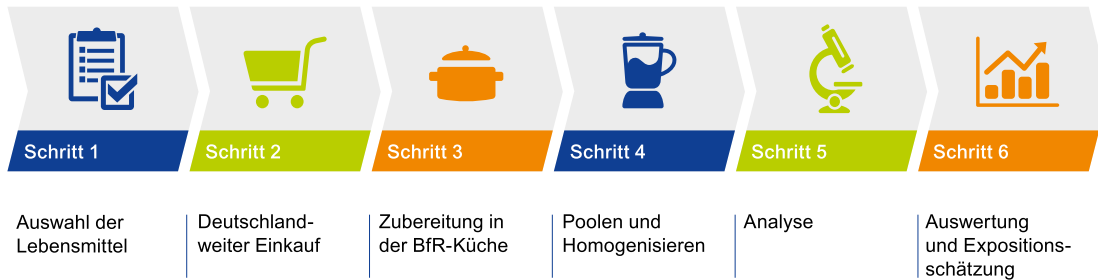 Schritt 1
Schritt 2
Schritt 3
Schritt 4
Schritt 5
Schritt 6
Auswahl der
Lebensmittel
Deutschland-
weiter Einkauf
Zubereitung in
der BfR-Küche
Poolen und
Homogenisieren
Analyse
Auswertung
und Expositions-
schätzung